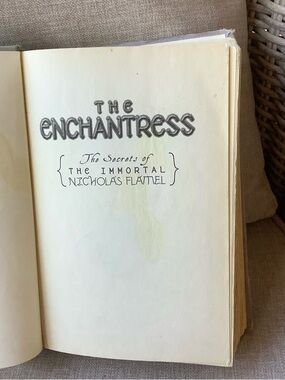 THE
ENCHANTRESS
The Secrets of
THE IMMORTAL
NICHOLAS FLAMEL